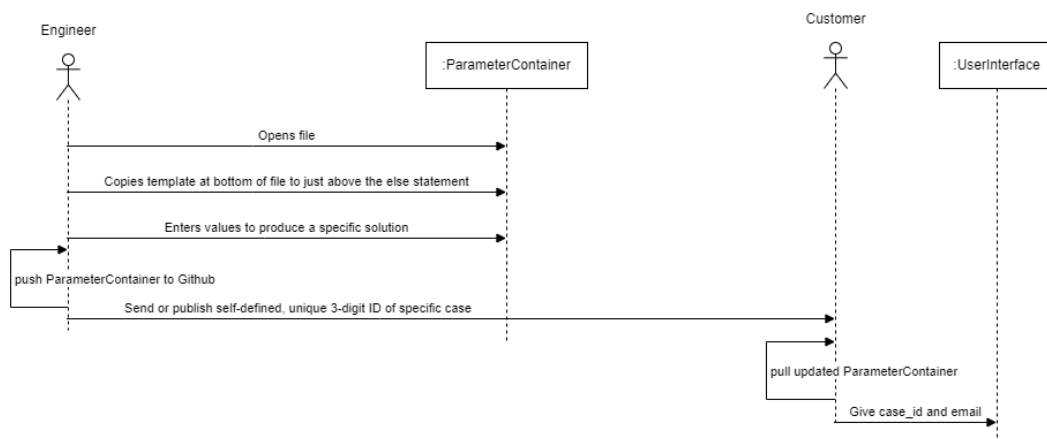 Customer
Engineer
:ParameterContainer
:UserInterface
Opens file
Copies template at bottom of file to just above the else statement
Enters values to produce a specific solution
push ParameterContainer to Github
Send or publish self-defined, unique 3-digit ID of specific case
pull updated ParameterContainer
Give case_id and email